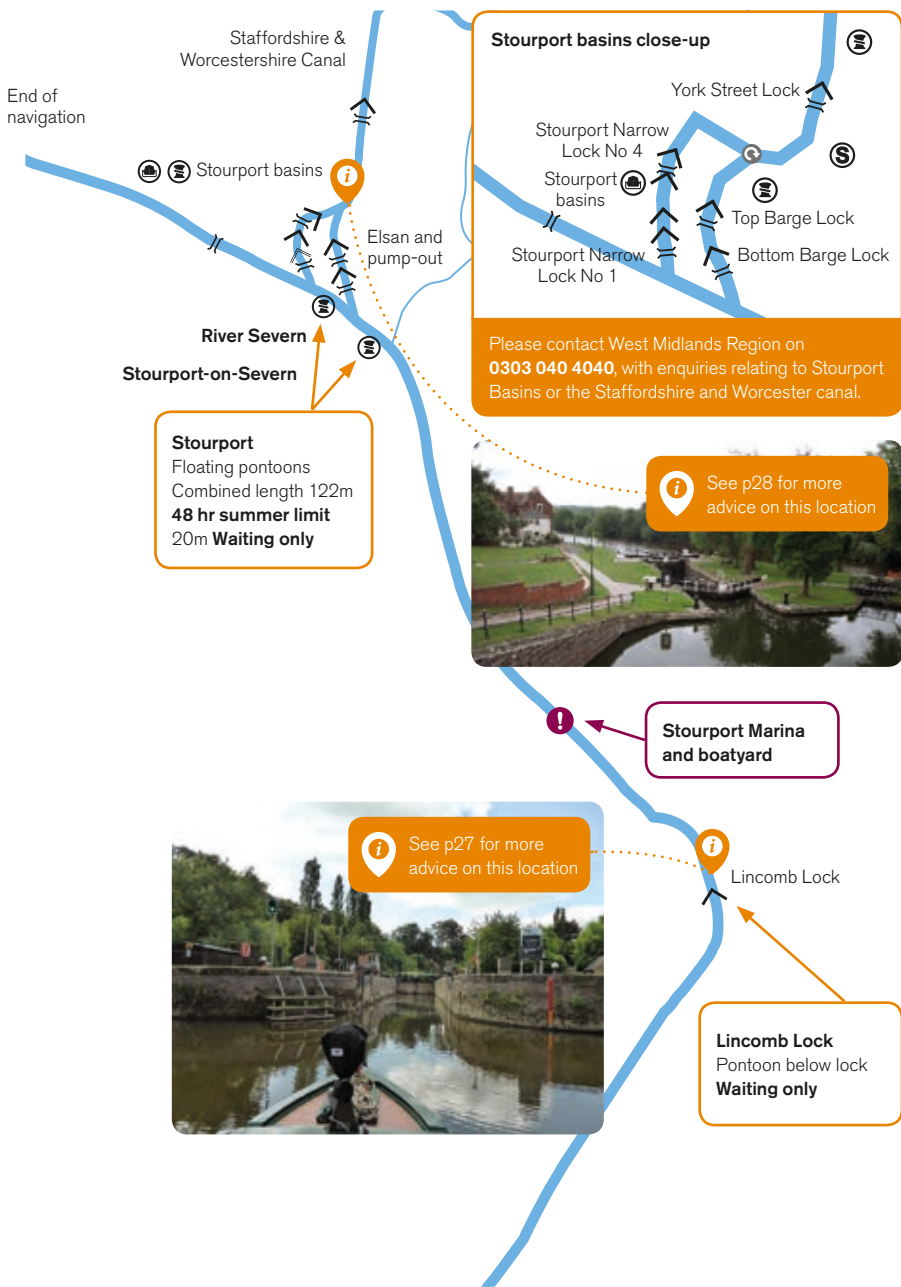 Staffordshire &
Worcestershire Canal
End of
navigation
Stourport basins
Elsan and
pump-out
River Severn
Stourport-on-Severn
Stourport
Floating pontoons
Combined length 122m
48 hr summer limit
20m Waiting only
Stourport basins close-up
York Street Lock
Stourport Narrow
Lock No 4
Stourport
basins
S
Top Barge Lock
Stourport Narrow
Lock No 1
Bottom Barge Lock
Please contact West Midlands Region on
0303 040 4040, with enquiries relating to Stourport
Basins or the Staffordshire and Worcester canal.
i
See p28 for more
advice on this location
!
Stourport Marina
and boatyard
i
See p27 for more
advice on this location
i
Lincomb Lock
Lincomb Lock
Pontoon below lock
Waiting only